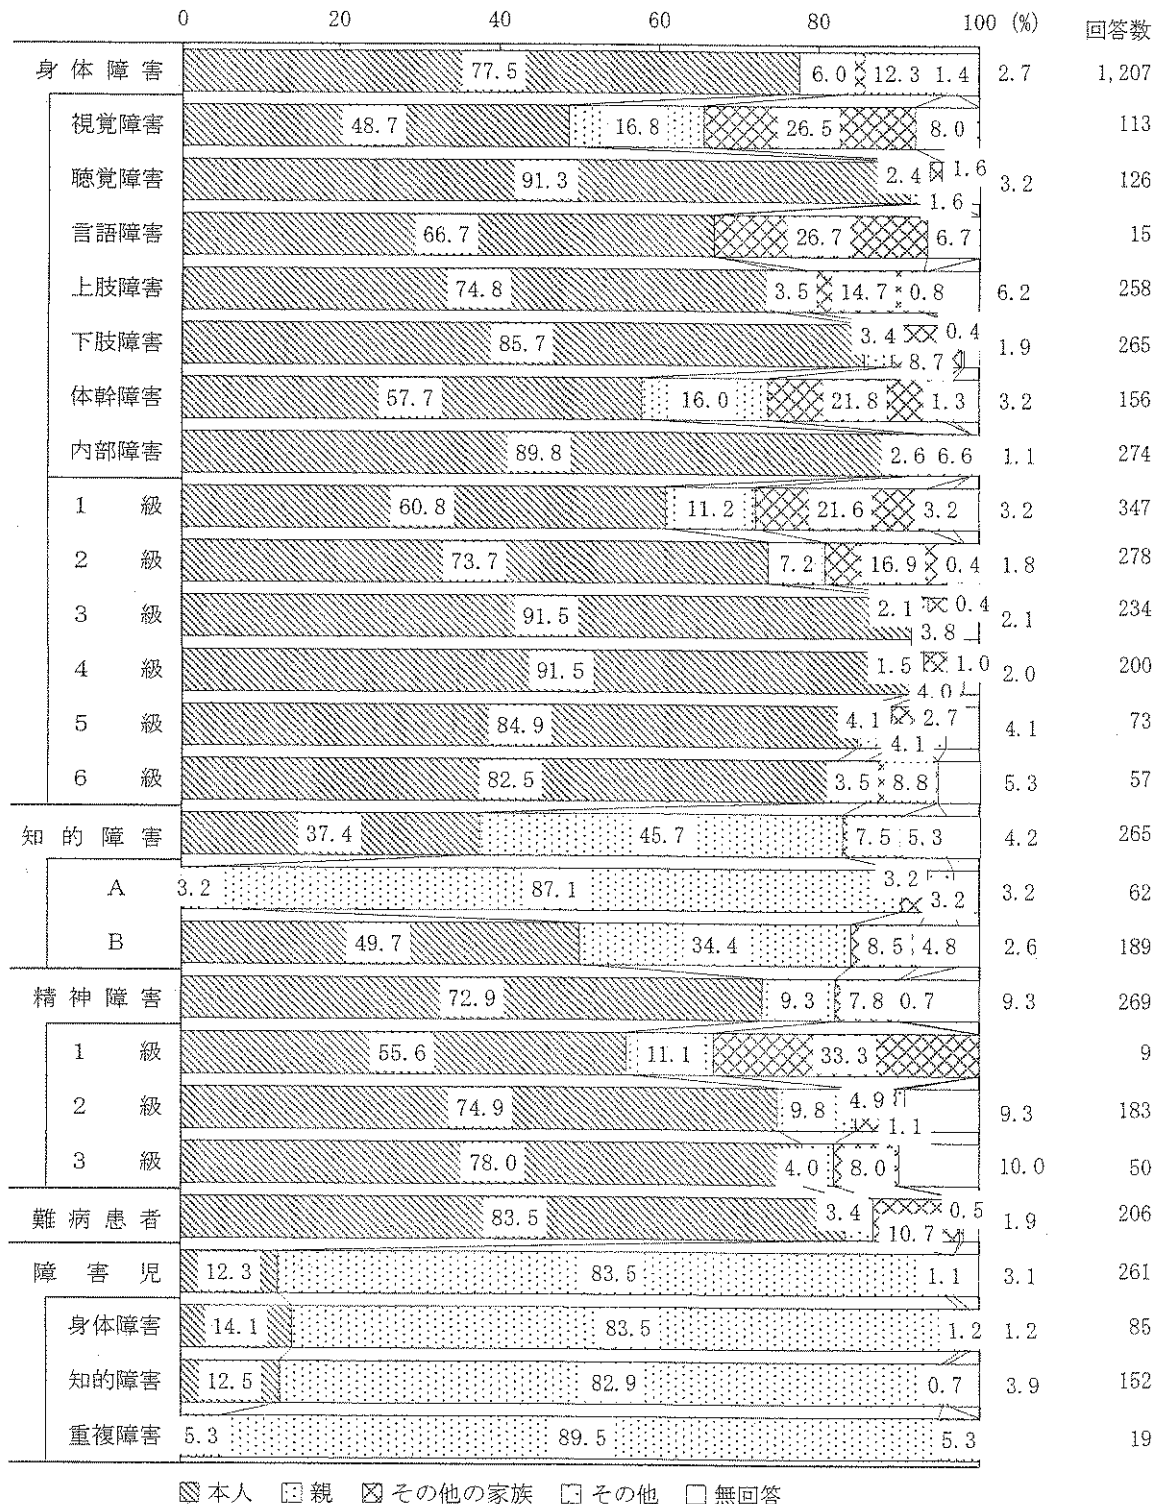 0 20 40 60 80 100 (%) 回答数
身体障害 77.5 6.0 12.3 1.4 2.7 1,207
視覚障害 48.7 16.8 26.5 8.0 113
聴覚障害 91.3 2.4 1.6 1.6 3.2 126
言語障害 66.7 26.7 6.7 15
上肢障害 74.8 3.5 14.7 0.8 6.2 258
下肢障害 85.7 3.4 8.7 0.4 1.9 265
体幹障害 57.7 16.0 21.8 1.3 3.2 156
内部障害 89.8 2.6 6.6 1.1 274
1級 60.8 11.2 21.6 3.2 3.2 347
2級 73.7 7.2 16.9 0.4 1.8 278
3級 91.5 2.1 3.8 0.4 2.1 234
4級 91.5 1.5 4.0 1.0 2.0 200
5級 84.9 4.1 4.1 2.7 4.1 73
6級 82.5 3.5 8.8 5.3 57
知的障害 37.4 45.7 7.5 5.3 4.2 265
A 3.2 87.1 3.2 3.2 3.2 62
B 49.7 34.4 8.5 4.8 2.6 189
精神障害 72.9 9.3 7.8 0.7 9.3 269
1級 55.6 11.1 33.3 9
2級 74.9 9.8 4.9 1.1 9.3 183
3級 78.0 4.0 8.0 10.0 50
難病患者 83.5 3.4 10.7 0.5 1.9 206
障害児 12.3 83.5 1.1 3.1 261
身体障害 14.1 83.5 1.2 1.2 85
知的障害 12.5 82.9 0.7 3.9 152
重複障害 5.3 89.5 5.3 19
本人 親 その他の家族 その他 無回答